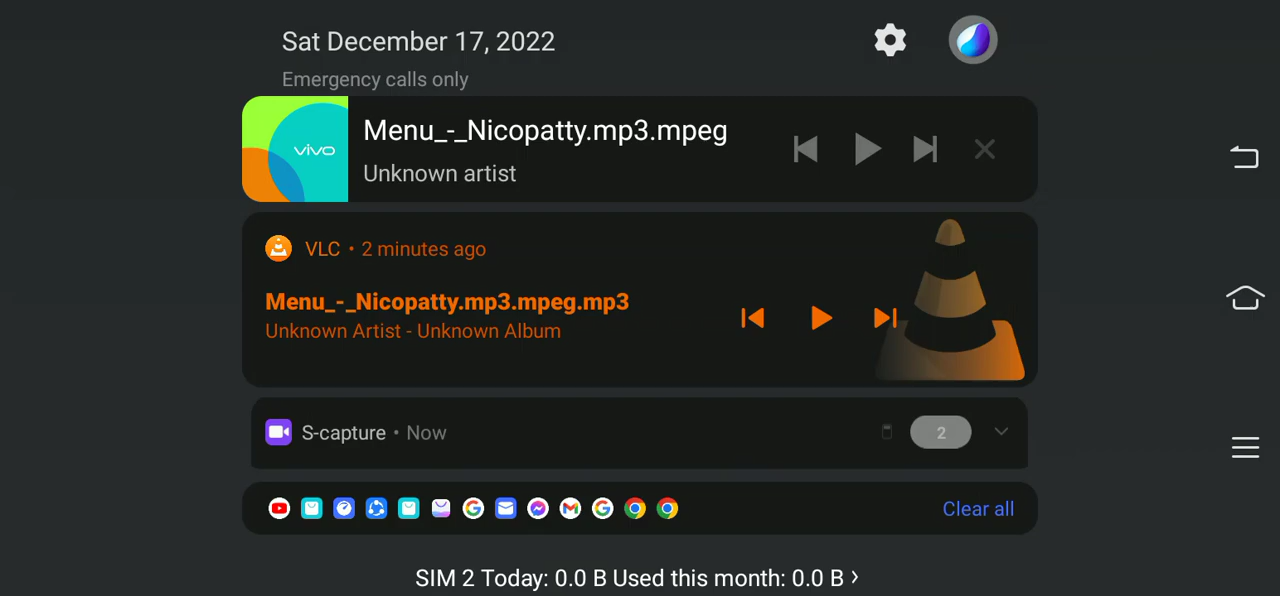 Sat December 17, 2022
Emergency calls only
vivo
Menu_-_Nicopatty.mp3.mpeg
Unknown artist
VLC • 2 minutes ago
Menu_-_Nicopatty.mp3.mpeg.mp3
Unknown Artist - Unknown Album
S-capture • Now
2
Clear all
SIM 2 Today: 0.0 B Used this month: 0.0 B ›